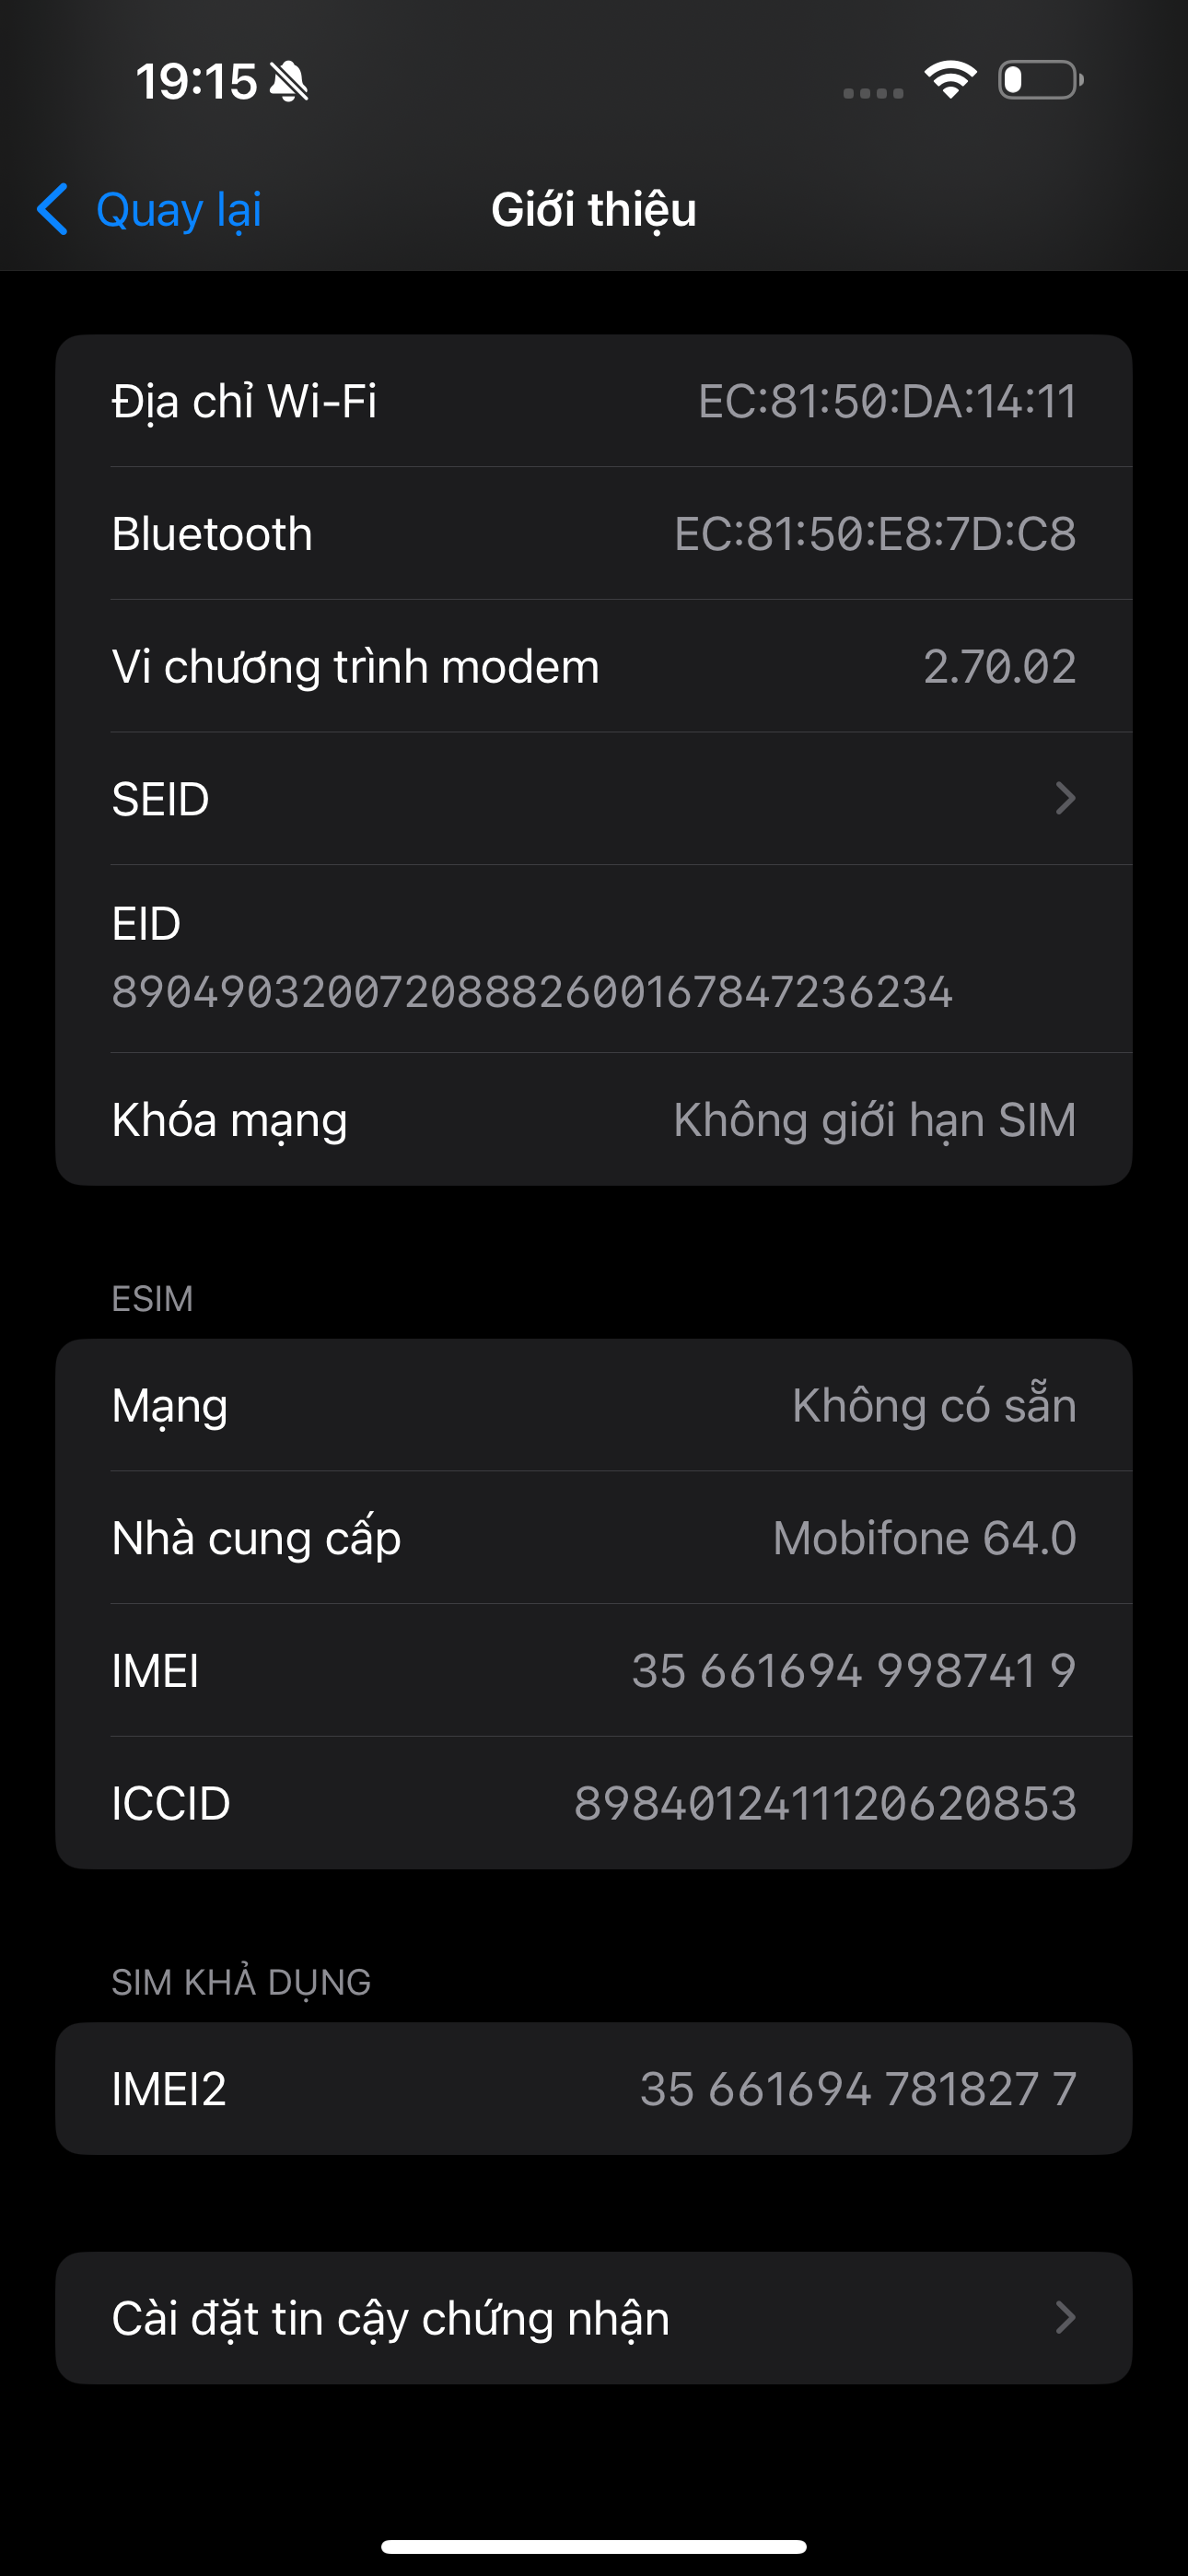 19:15
Quay lại
Giới thiệu
Địa chỉ Wi-Fi EC:81:50:DA:14:11
Bluetooth EC:81:50:E8:7D:C8
Vi chương trình modem 2.70.02
SEID
EID
89049032007208882600167847236234
Khóa mạng Không giới hạn SIM
ESIM
Mạng Không có sẵn
Nhà cung cấp Mobifone 64.0
IMEI 35 661694 998741 9
ICCID 8984012411120620853
SIM KHẢ DỤNG
IMEI2 35 661694 781827 7
Cài đặt tin cậy chứng nhận